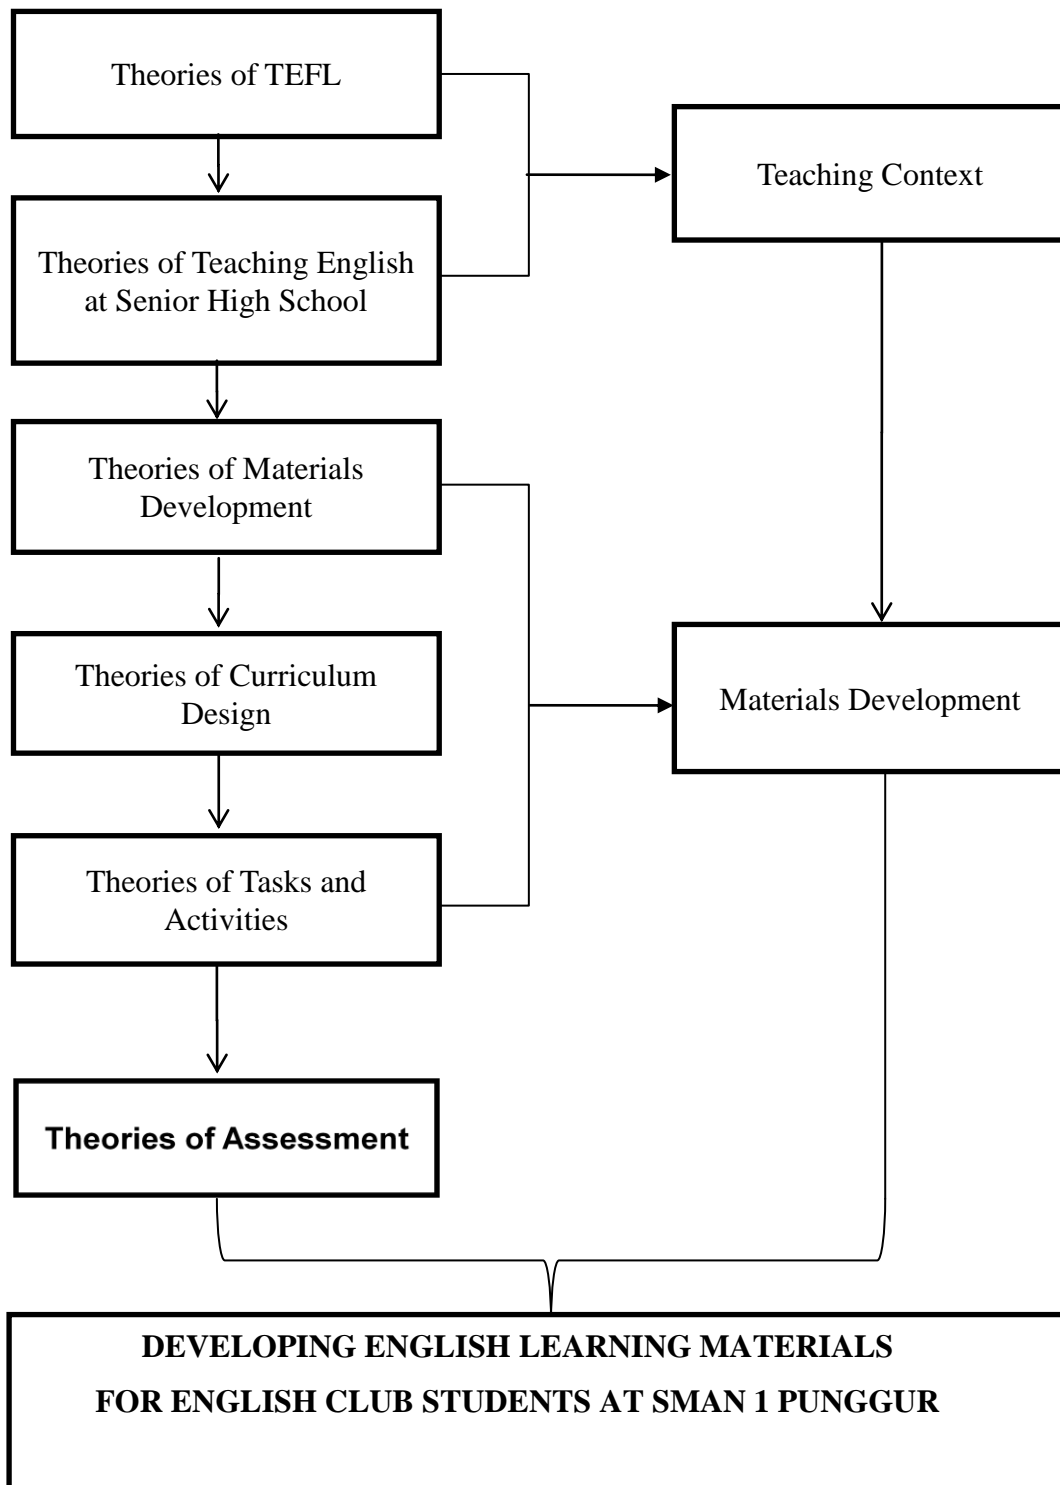 Theories of TEFL
Teaching Context
Theories of Teaching English
at Senior High School
Theories of Materials
Development
Theories of Curriculum
Design
Materials Development
Theories of Tasks and
Activities
Theories of Assessment
DEVELOPING ENGLISH LEARNING MATERIALS
FOR ENGLISH CLUB STUDENTS AT SMAN 1 PUNGGUR